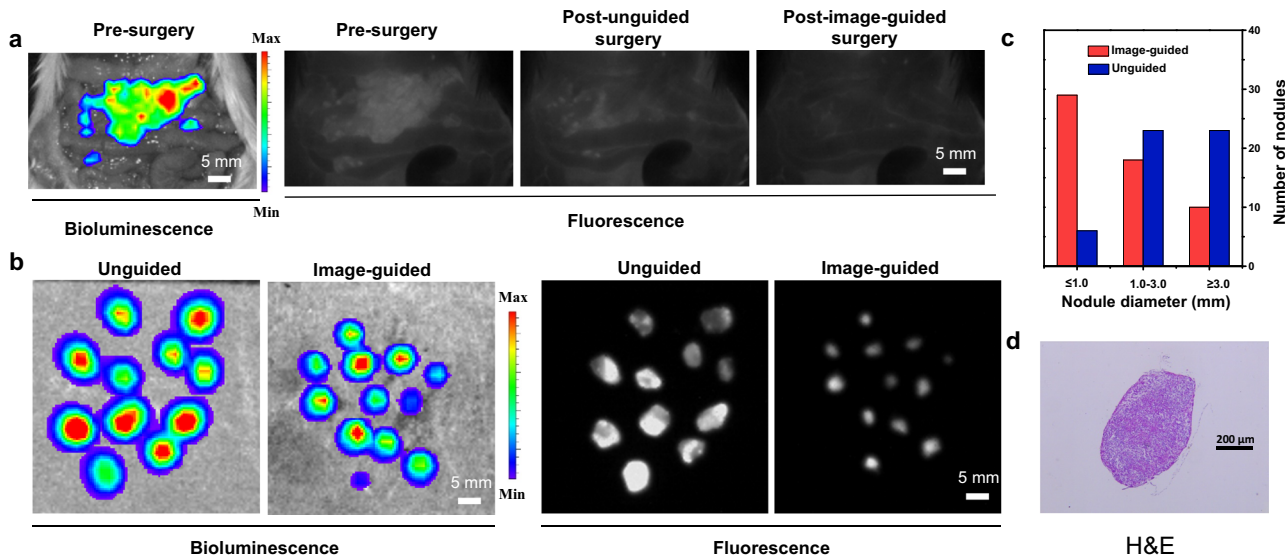 a
Pre-surgery
Pre-surgery
Post-unguided
surgery
Post-image-guided
surgery
Max
Min
5 mm
5 mm
Bioluminescence
Fluorescence
b
Unguided
Image-guided
Max
Min
5 mm
Unguided
Image-guided
5 mm
Bioluminescence
Fluorescence
c
Image-guided
Unguided
40
30
20
10
0
Number of nodules
≤1.0
1.0-3.0
≥3.0
Nodule diameter (mm)
d
200 μm
H&E